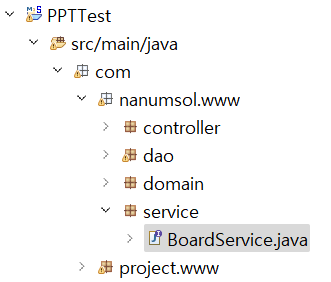 PPTTest
src/main/java
com
nanumsol.www
controller
dao
domain
service
BoardService.java
project.www